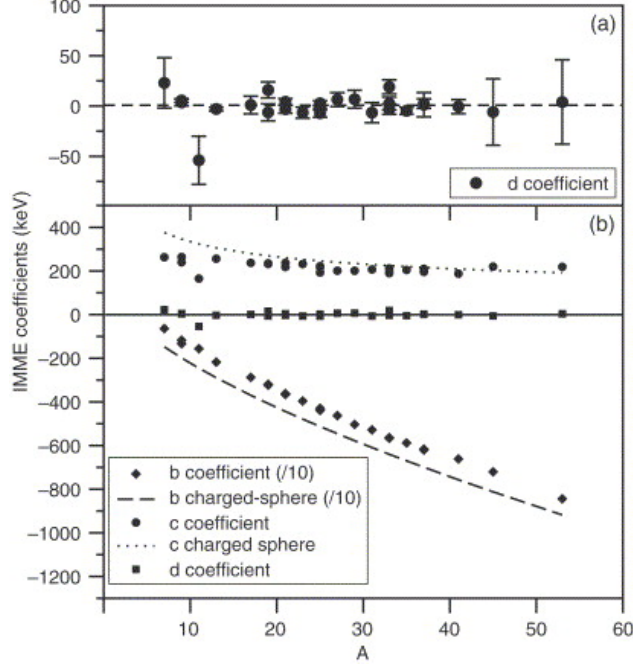 100
(a)
50
0
−50
d coefficient
IMME coefficients (keV)
400
(b)
200
0
−200
−400
−600
−800
−1000
−1200
b coefficient (/10)
b charged-sphere (/10)
c coefficient
c charged sphere
d coefficient
10 20 30 40 50 60
A